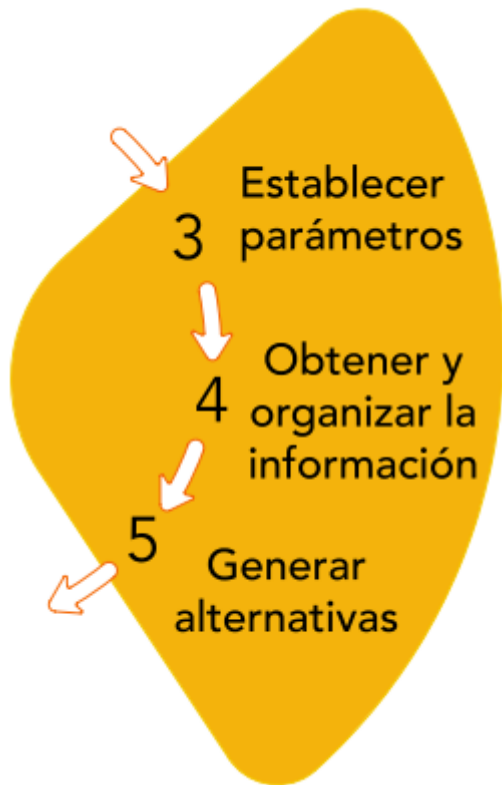 3
Establecer
parámetros
4
Obtener y
organizar la
información
5
Generar
alternativas